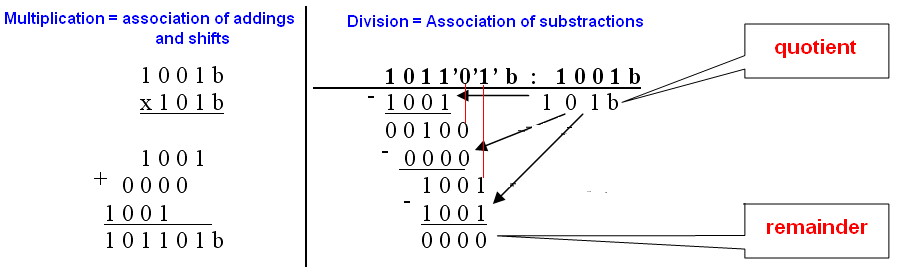 Multiplication = association of addings
and shifts
1 0 0 1 b
x 1 0 1 b
1 0 0 1
+ 0 0 0 0
1 0 0 1
1 0 1 1 0 1 b
Division = Association of substractions
1 0 1 1’0’1’ b : 1 0 0 1 b
- 1 0 0 1
1 0 1 b
0 0 1 0 0
- 0 0 0 0
1 0 0 1
- 1 0 0 1
0 0 0 0
quotient
remainder